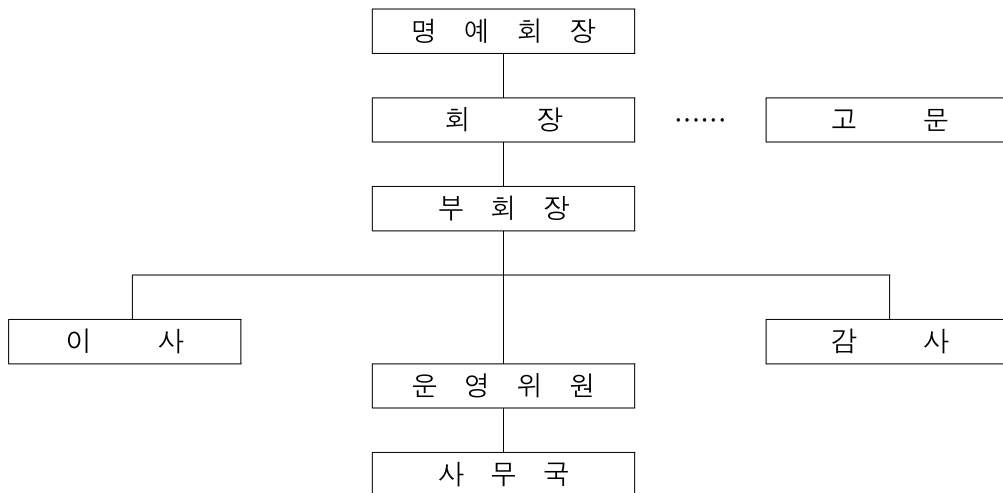 명 예 회 장
회 장 …… 고 문
부 회 장
이 사 감 사
운 영 위 원
사 무 국